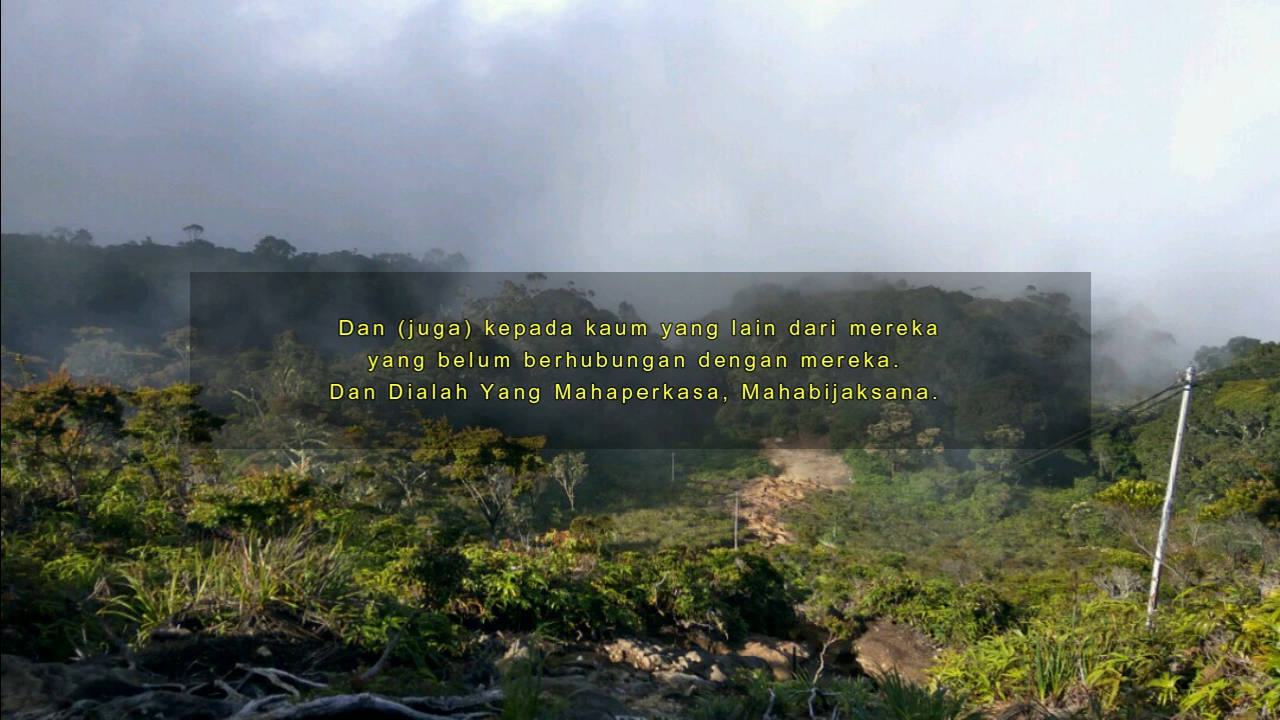 Dan (juga) kepada kaum yang lain dari mereka
yang belum berhubungan dengan mereka.
Dan Dialah Yang Mahaperkasa, Mahabijaksana.